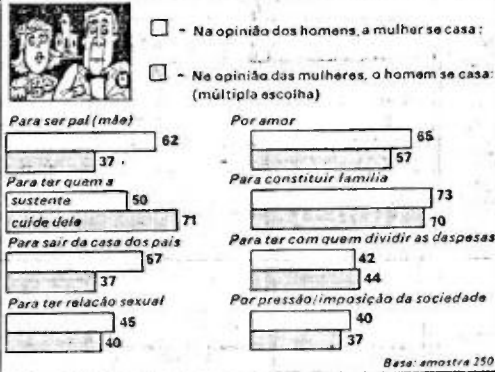 - Na opinião dos homens, a mulher se casa:
- Na opinião das mulheres, o homem se casa:
(múltipla escolha)
Para ser pai (mãe)
62
37
Para ter quem a
sustente 50
cuide dele 71
Para sair da casa dos pais
57
37
Para ter relacão sexual
45
40
Por amor
65
57
Para constituir família
73
70
Para ter com quem dividir as despesas
42
44
Por pressão/imposição da sociedade
40
37
Base: amostra 250